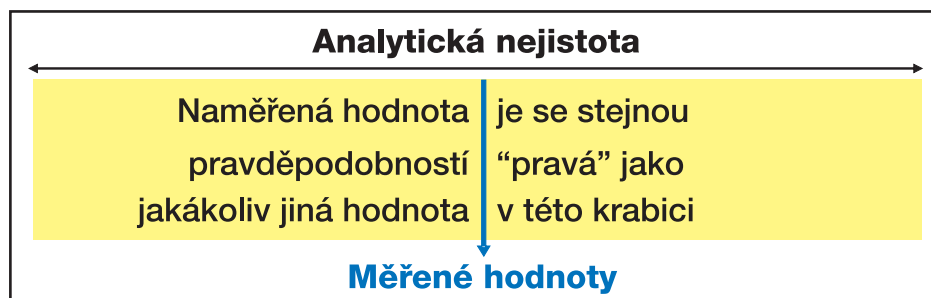 Analytická nejistota
Naměřená hodnota je se stejnou
pravděpodobností “pravá” jako
jakákoliv jiná hodnota v této krabici
Měřené hodnoty